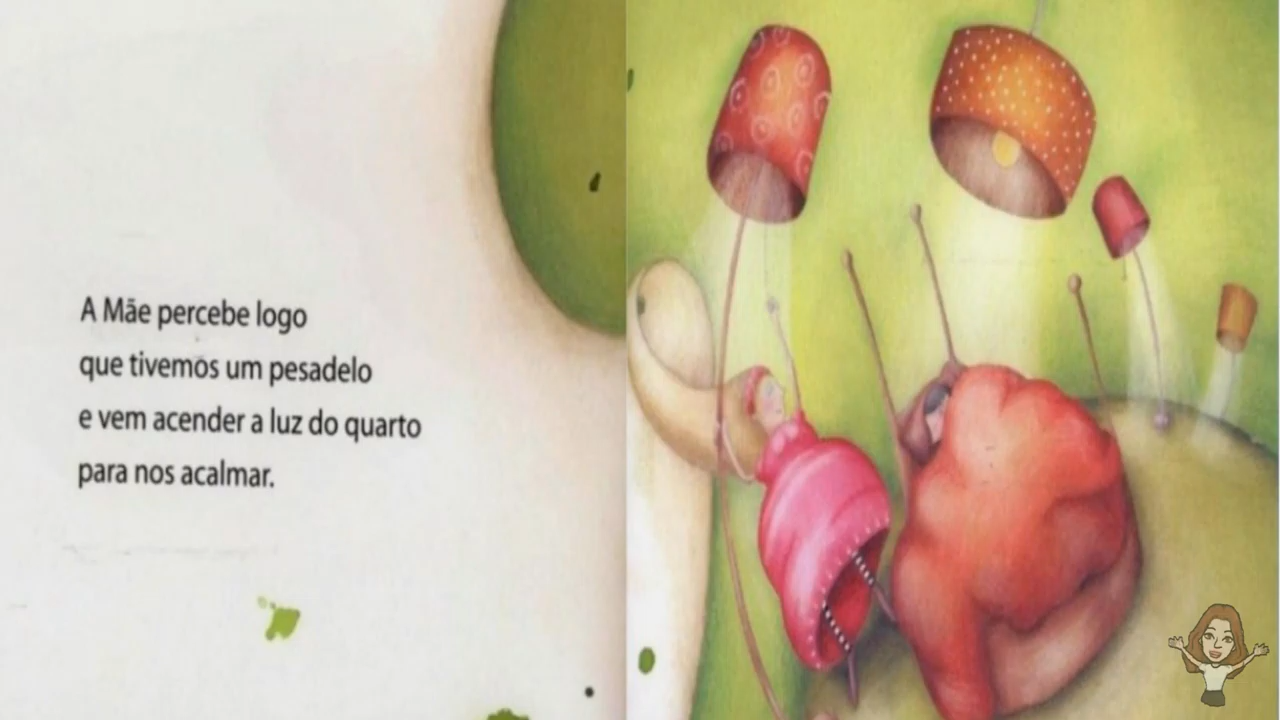 A Mãe percebe logo
que tivemos um pesadelo
e vem acender a luz do quarto
para nos acalmar.